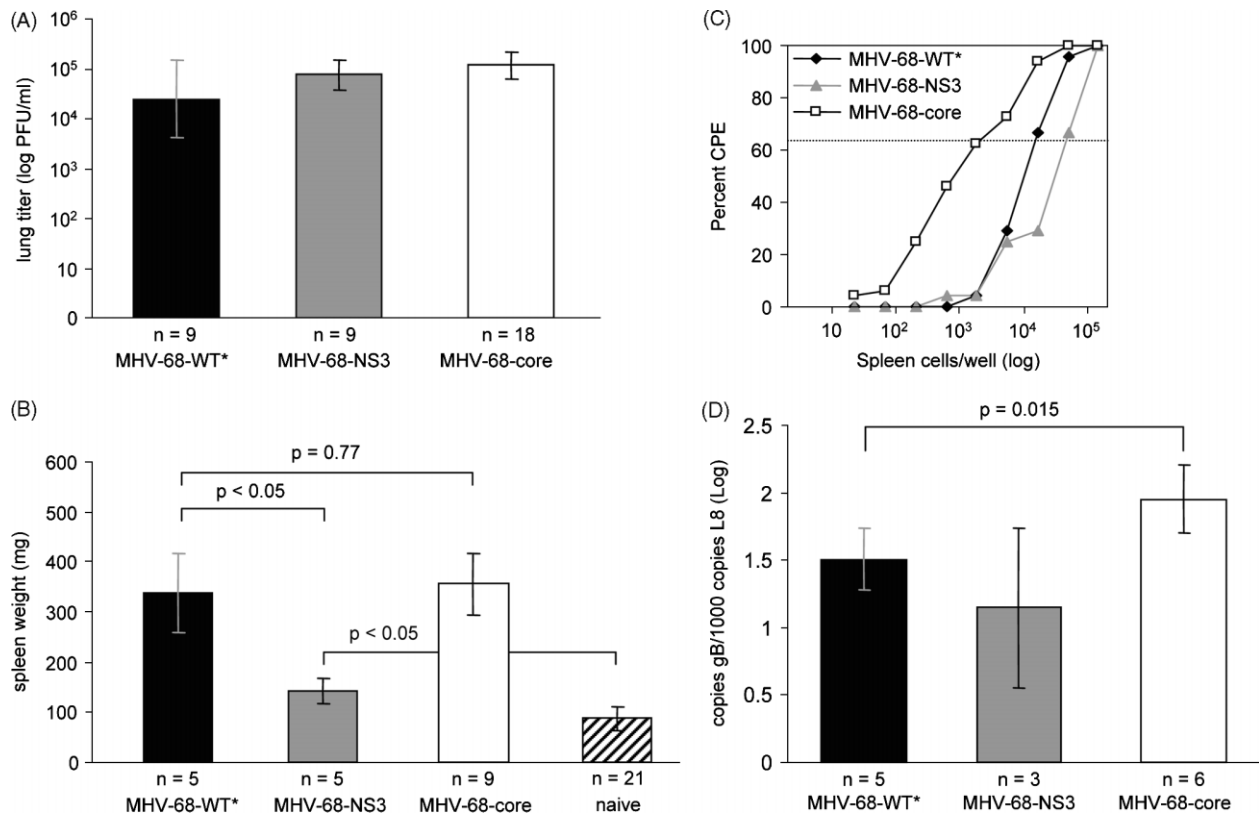 (A)
10⁶
10⁵
10⁴
10³
10²
10
0
lung titer (log PFU/ml)
n = 9
MHV-68-WT*
n = 9
MHV-68-NS3
n = 18
MHV-68-core
(B)
600
500
400
300
200
100
0
spleen weight (mg)
p = 0.77
p < 0.05
p < 0.05
n = 5
MHV-68-WT*
n = 5
MHV-68-NS3
n = 9
MHV-68-core
n = 21
naive
(C)
100
80
60
40
20
0
Percent CPE
MHV-68-WT*
MHV-68-NS3
MHV-68-core
10
10²
10³
10⁴
10⁵
Spleen cells/well (log)
(D)
p = 0.015
2.5
2
1.5
1
0.5
0
copies gB/1000 copies L8 (Log)
n = 5
MHV-68-WT*
n = 3
MHV-68-NS3
n = 6
MHV-68-core